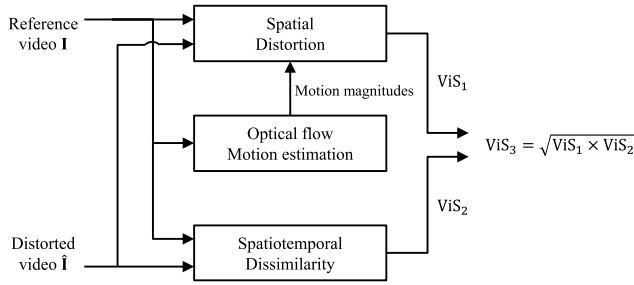 Reference
video I
Spatial
Distortion
Motion magnitudes
ViS₁
Optical flow
Motion estimation
ViS₃ = √(ViS₁ × ViS₂)
ViS₂
Distorted
video Î
Spatiotemporal
Dissimilarity